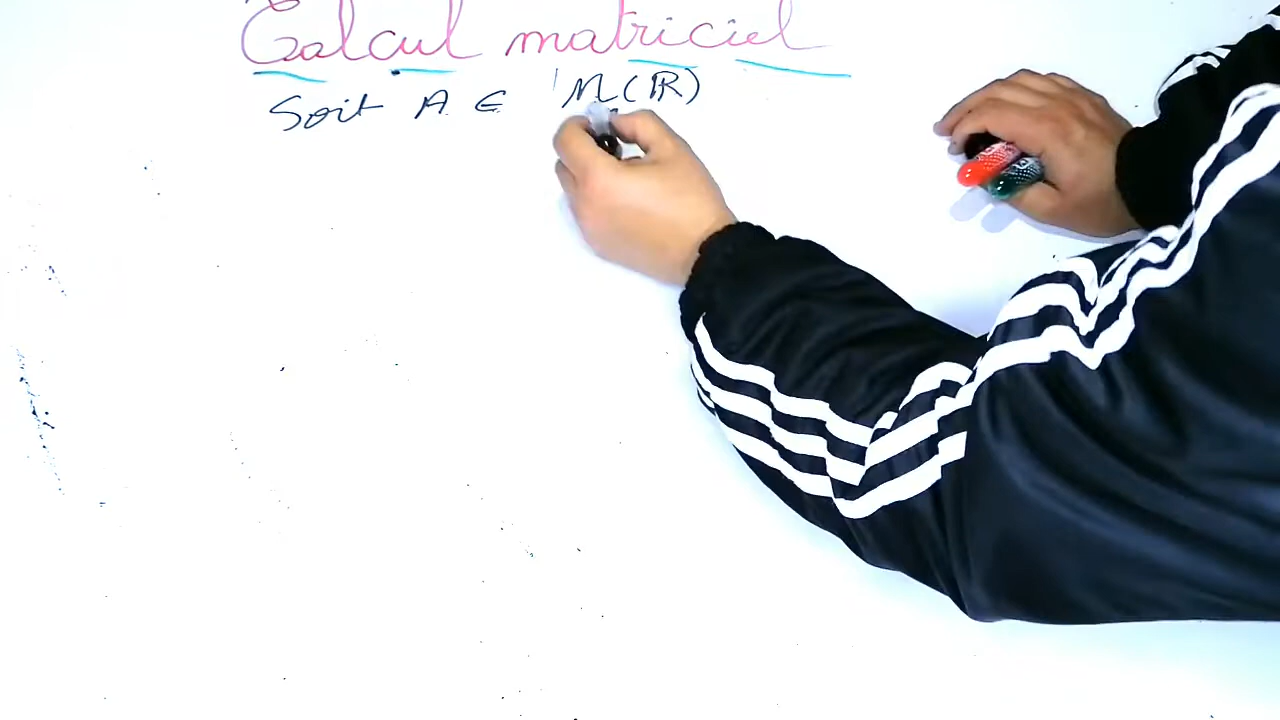 Calcul matriciel
Soit A ∈ M(ℝ)